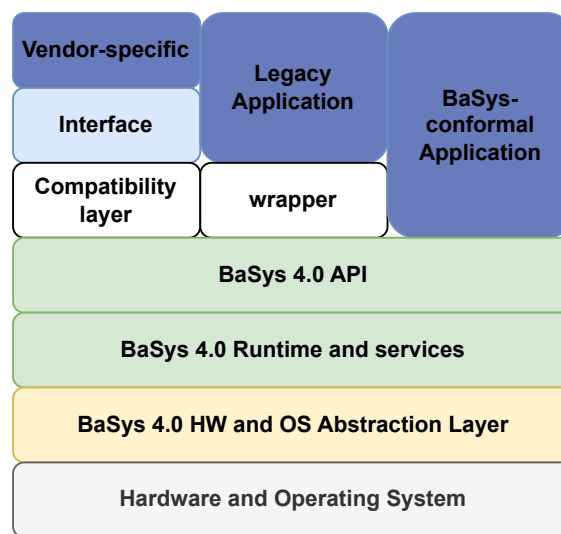 Vendor-specific
Interface
Compatibility
layer
Legacy
Application
wrapper
BaSys-
conformal
Application
BaSys 4.0 API
BaSys 4.0 Runtime and services
BaSys 4.0 HW and OS Abstraction Layer
Hardware and Operating System